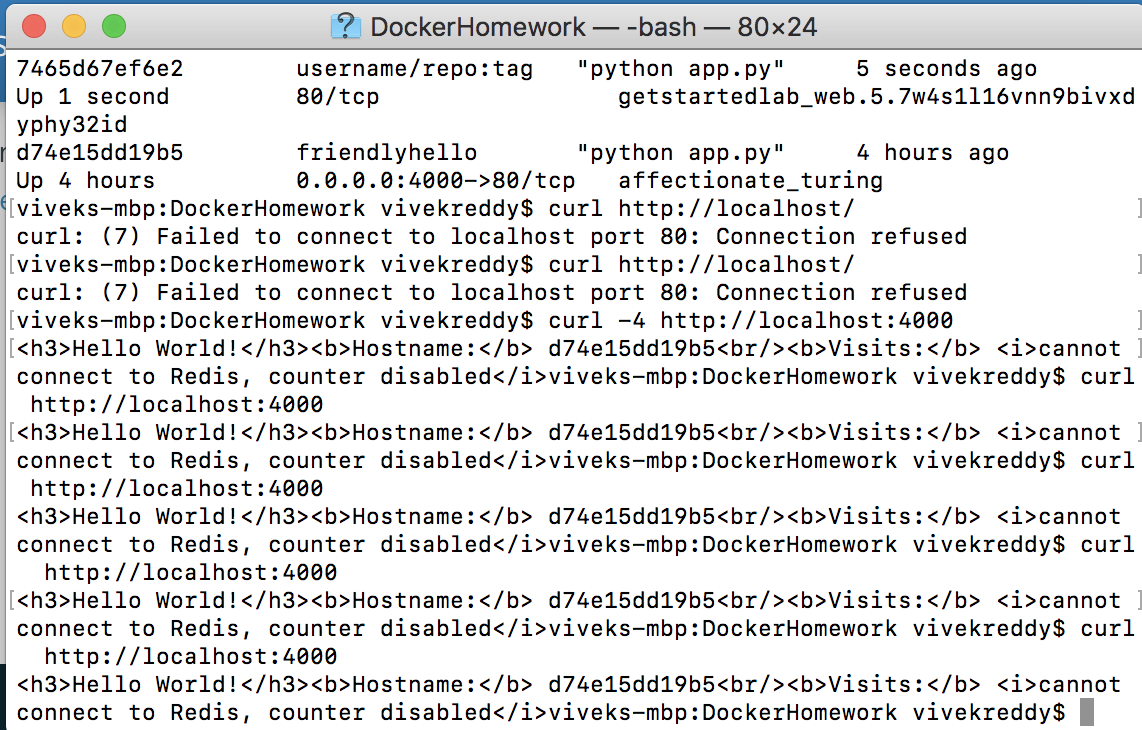 DockerHomework — -bash — 80×24
7465d67ef6e2        username/repo:tag   "python app.py"     5 seconds ago
Up 1 second         80/tcp                 getstartedlab_web.5.7w4s1l16vnn9bivxd
yphy32id
d74e15dd19b5        friendlyhello       "python app.py"     4 hours ago
Up 4 hours          0.0.0.0:4000->80/tcp   affectionate_turing
[viveks-mbp:DockerHomework vivekreddy$ curl http://localhost/ ]
curl: (7) Failed to connect to localhost port 80: Connection refused
[viveks-mbp:DockerHomework vivekreddy$ curl http://localhost/ ]
curl: (7) Failed to connect to localhost port 80: Connection refused
[viveks-mbp:DockerHomework vivekreddy$ curl -4 http://localhost:4000 ]
[<h3>Hello World!</h3><b>Hostname:</b> d74e15dd19b5<br/><b>Visits:</b> <i>cannot ]
connect to Redis, counter disabled</i>viveks-mbp:DockerHomework vivekreddy$ curl
 http://localhost:4000
[<h3>Hello World!</h3><b>Hostname:</b> d74e15dd19b5<br/><b>Visits:</b> <i>cannot ]
connect to Redis, counter disabled</i>viveks-mbp:DockerHomework vivekreddy$ curl
 http://localhost:4000
<h3>Hello World!</h3><b>Hostname:</b> d74e15dd19b5<br/><b>Visits:</b> <i>cannot
connect to Redis, counter disabled</i>viveks-mbp:DockerHomework vivekreddy$ curl
  http://localhost:4000
[<h3>Hello World!</h3><b>Hostname:</b> d74e15dd19b5<br/><b>Visits:</b> <i>cannot ]
connect to Redis, counter disabled</i>viveks-mbp:DockerHomework vivekreddy$ curl
  http://localhost:4000
<h3>Hello World!</h3><b>Hostname:</b> d74e15dd19b5<br/><b>Visits:</b> <i>cannot
connect to Redis, counter disabled</i>viveks-mbp:DockerHomework vivekreddy$